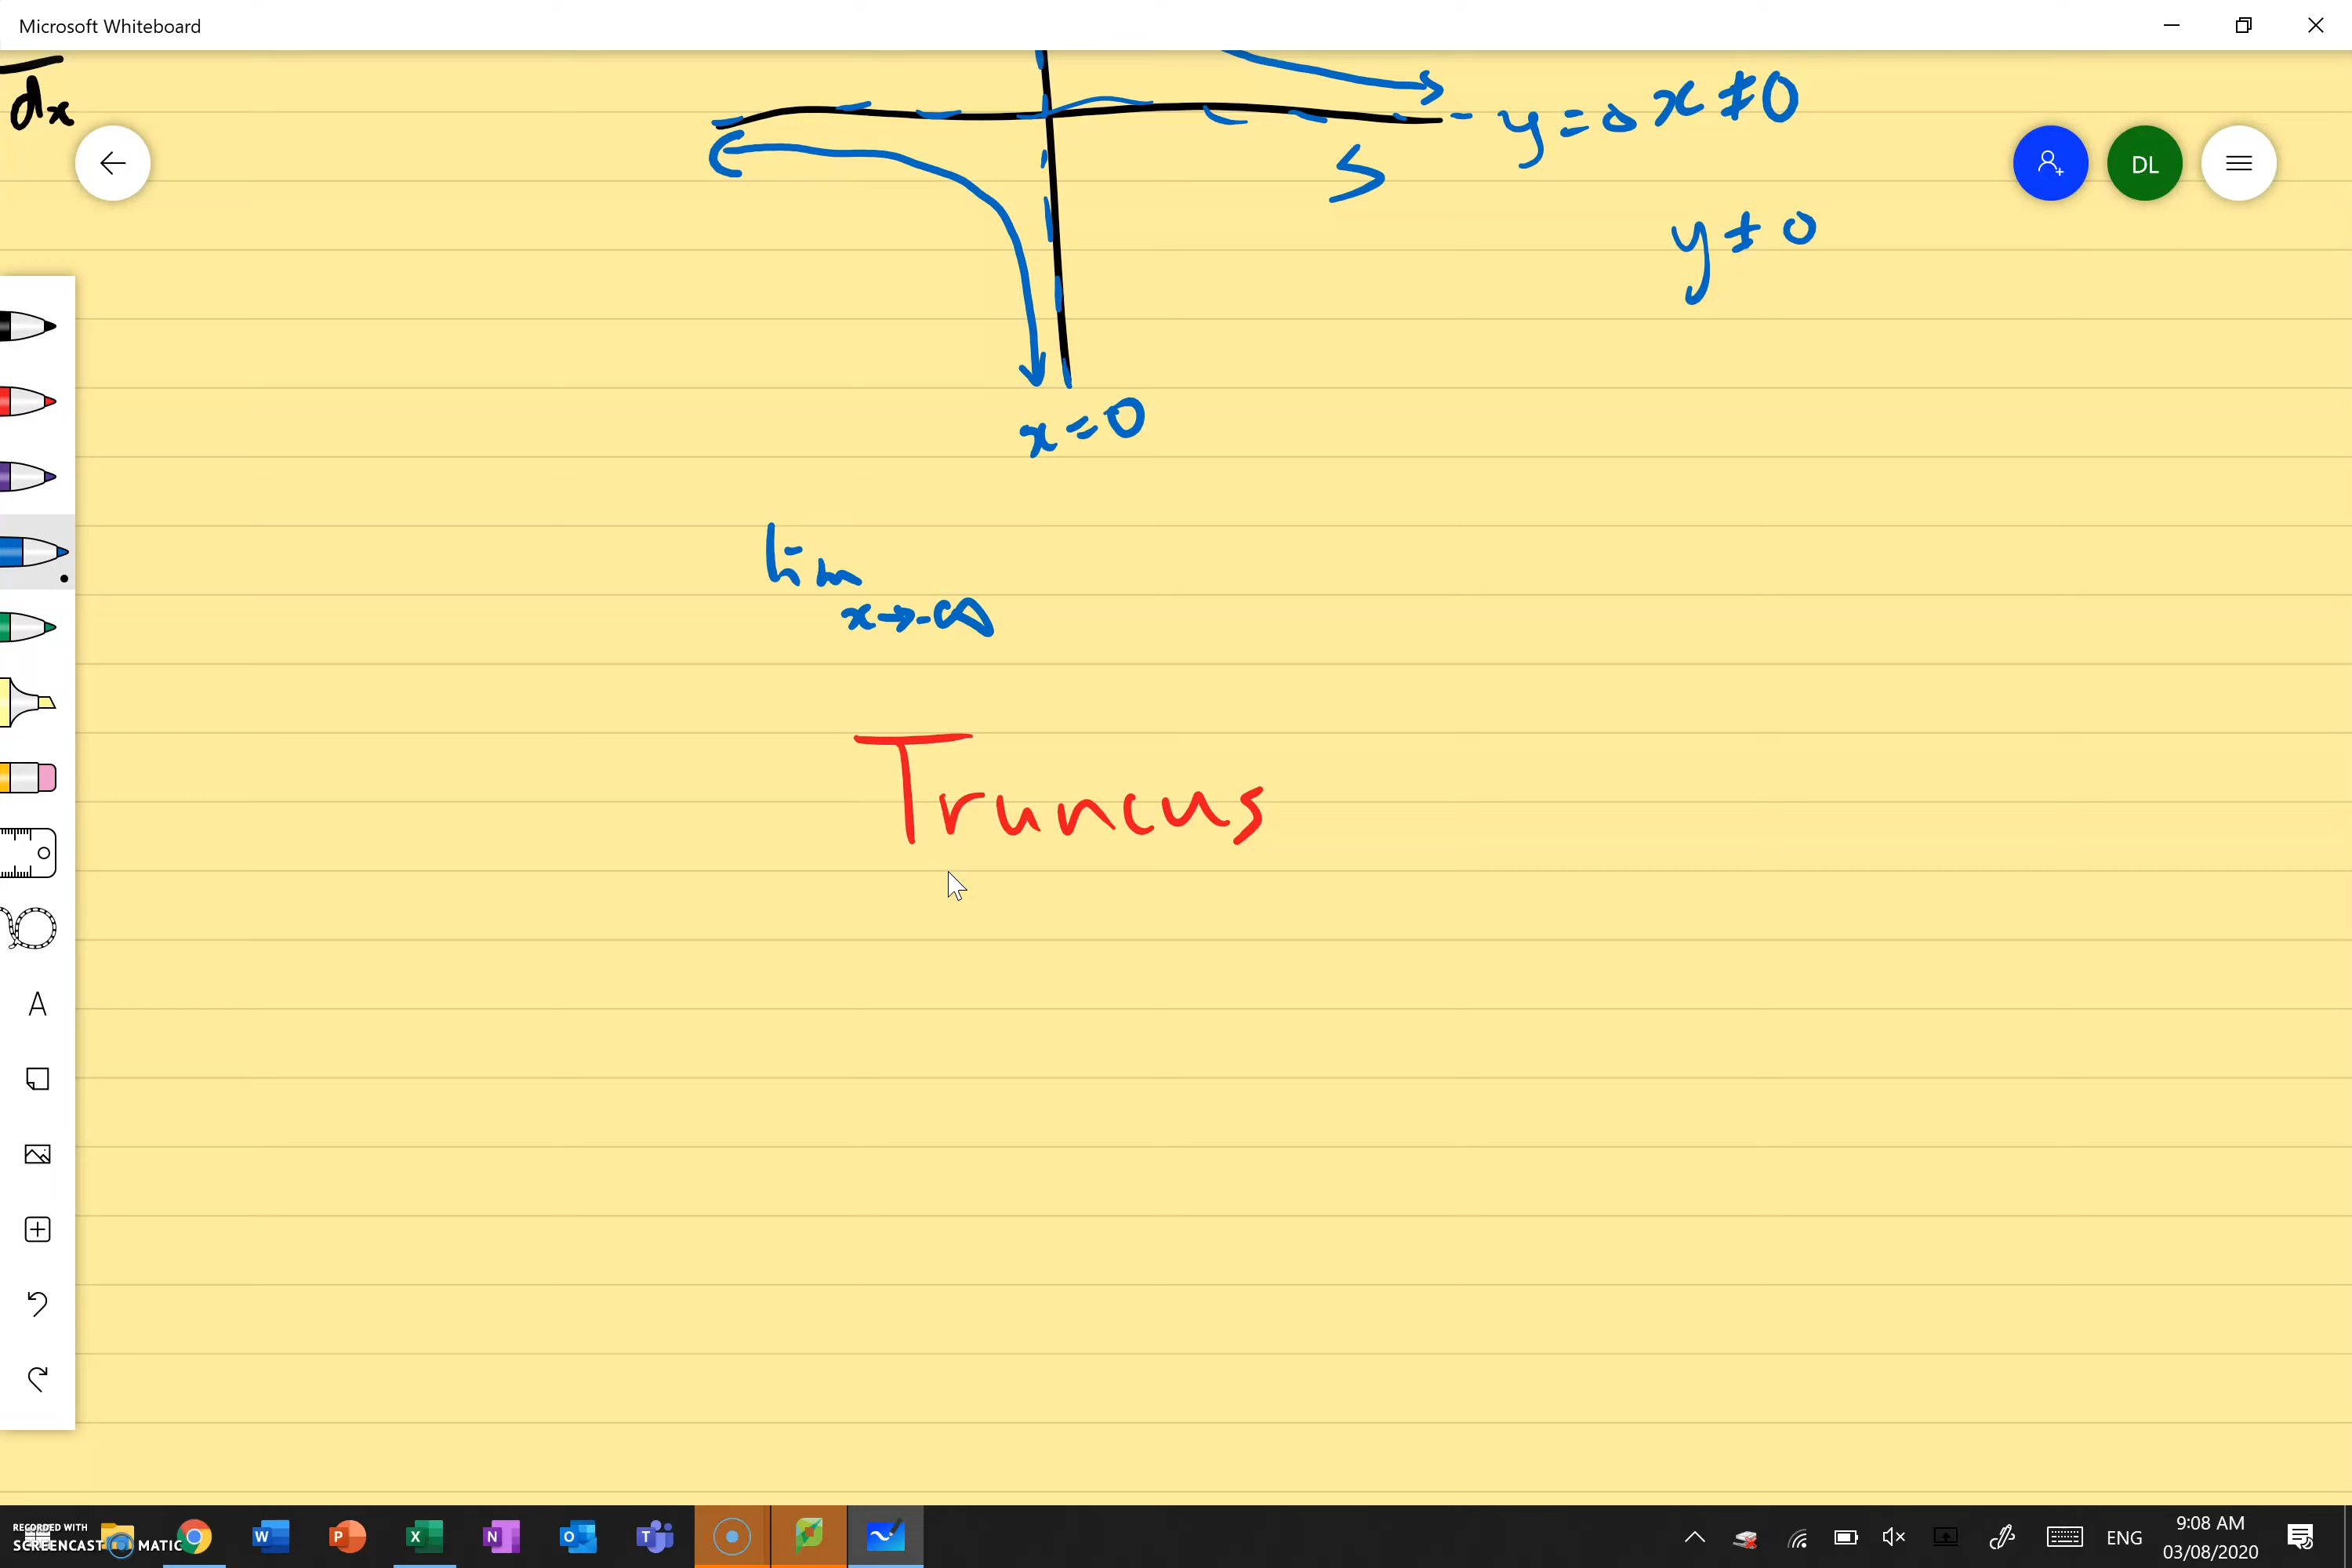 Microsoft Whiteboard
dx
y = 0 x ≠ 0
DL
y ≠ 0
x = 0
lim
x → -∞
Truncus
A
RECORDED WITH
SCREENCAST MATIC
W
P
X
N
O
T
ENG
9:08 AM
03/08/2020